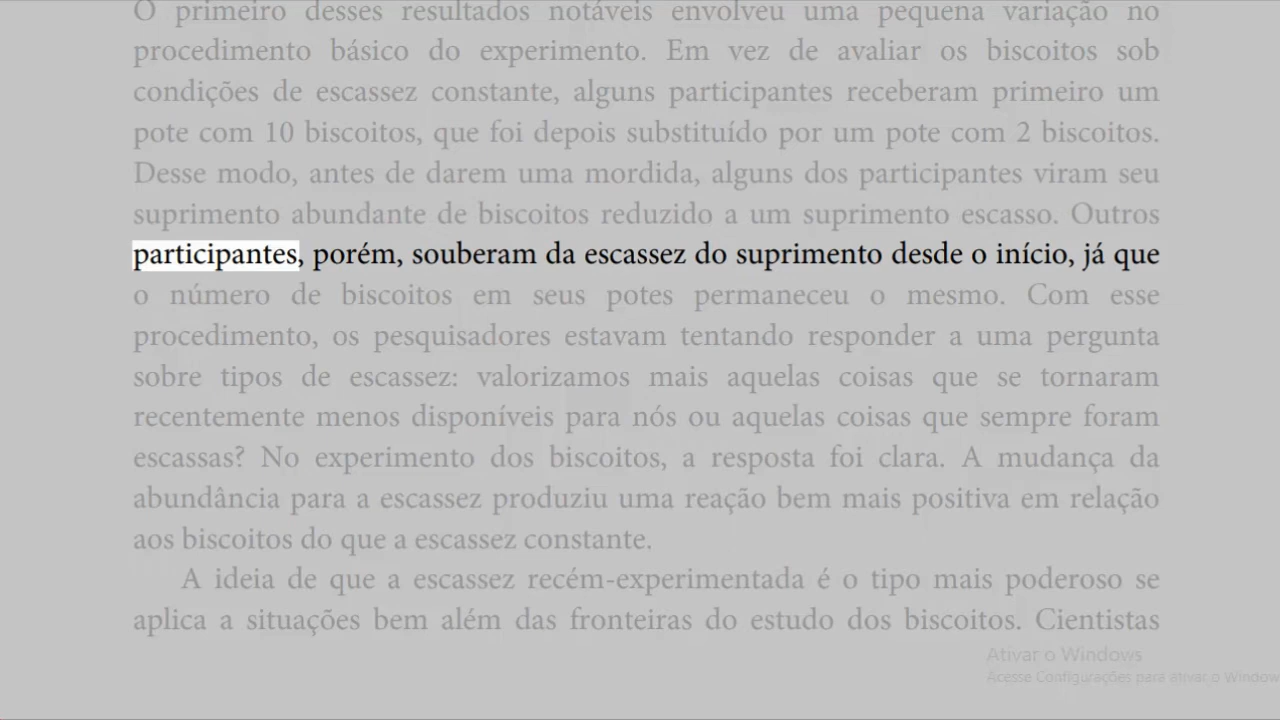 O primeiro desses resultados notáveis envolveu uma pequena variação no
procedimento básico do experimento. Em vez de avaliar os biscoitos sob
condições de escassez constante, alguns participantes receberam primeiro um
pote com 10 biscoitos, que foi depois substituído por um pote com 2 biscoitos.
Desse modo, antes de darem uma mordida, alguns dos participantes viram seu
suprimento abundante de biscoitos reduzido a um suprimento escasso. Outros
participantes, porém, souberam da escassez do suprimento desde o início, já que
o número de biscoitos em seus potes permaneceu o mesmo. Com esse
procedimento, os pesquisadores estavam tentando responder a uma pergunta
sobre tipos de escassez: valorizamos mais aquelas coisas que se tornaram
recentemente menos disponíveis para nós ou aquelas coisas que sempre foram
escassas? No experimento dos biscoitos, a resposta foi clara. A mudança da
abundância para a escassez produziu uma reação bem mais positiva em relação
aos biscoitos do que a escassez constante.
A ideia de que a escassez recém-experimentada é o tipo mais poderoso se
aplica a situações bem além das fronteiras do estudo dos biscoitos. Cientistas
Ativar o Windows
Acesse Configurações para ativar o Window